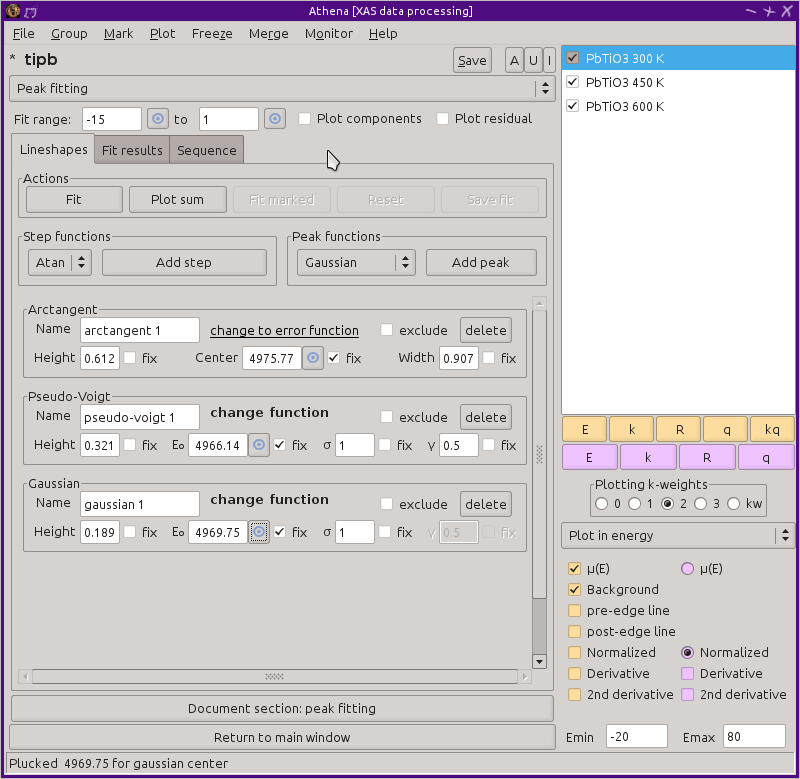 Athena [XAS data processing]
File Group Mark Plot Freeze Merge Monitor Help
* tipb Save A U I
Peak fitting
Fit range: -15 to 1 Plot components Plot residual
Lineshapes Fit results Sequence
Actions
Fit Plot sum Fit marked Reset Save fit
Step functions
Atan Add step
Peak functions
Gaussian Add peak
Arctangent
Name arctangent 1 change to error function exclude delete
Height 0.612 fix Center 4975.77 fix Width 0.907 fix
Pseudo-Voigt
Name pseudo-voigt 1 change function exclude delete
Height 0.321 fix E₀ 4966.14 fix σ 1 fix γ 0.5 fix
Gaussian
Name gaussian 1 change function exclude delete
Height 0.189 fix E₀ 4969.75 fix σ 1 fix γ 0.5 fix
Document section: peak fitting
Return to main window
Plucked 4969.75 for gaussian center
PbTiO3 300 K
PbTiO3 450 K
PbTiO3 600 K
E k R q kq
E k R q
Plotting k-weights
0 1 2 3 kw
Plot in energy
μ(E) μ(E)
Background
pre-edge line
post-edge line
Normalized Normalized
Derivative Derivative
2nd derivative 2nd derivative
Emin -20 Emax 80